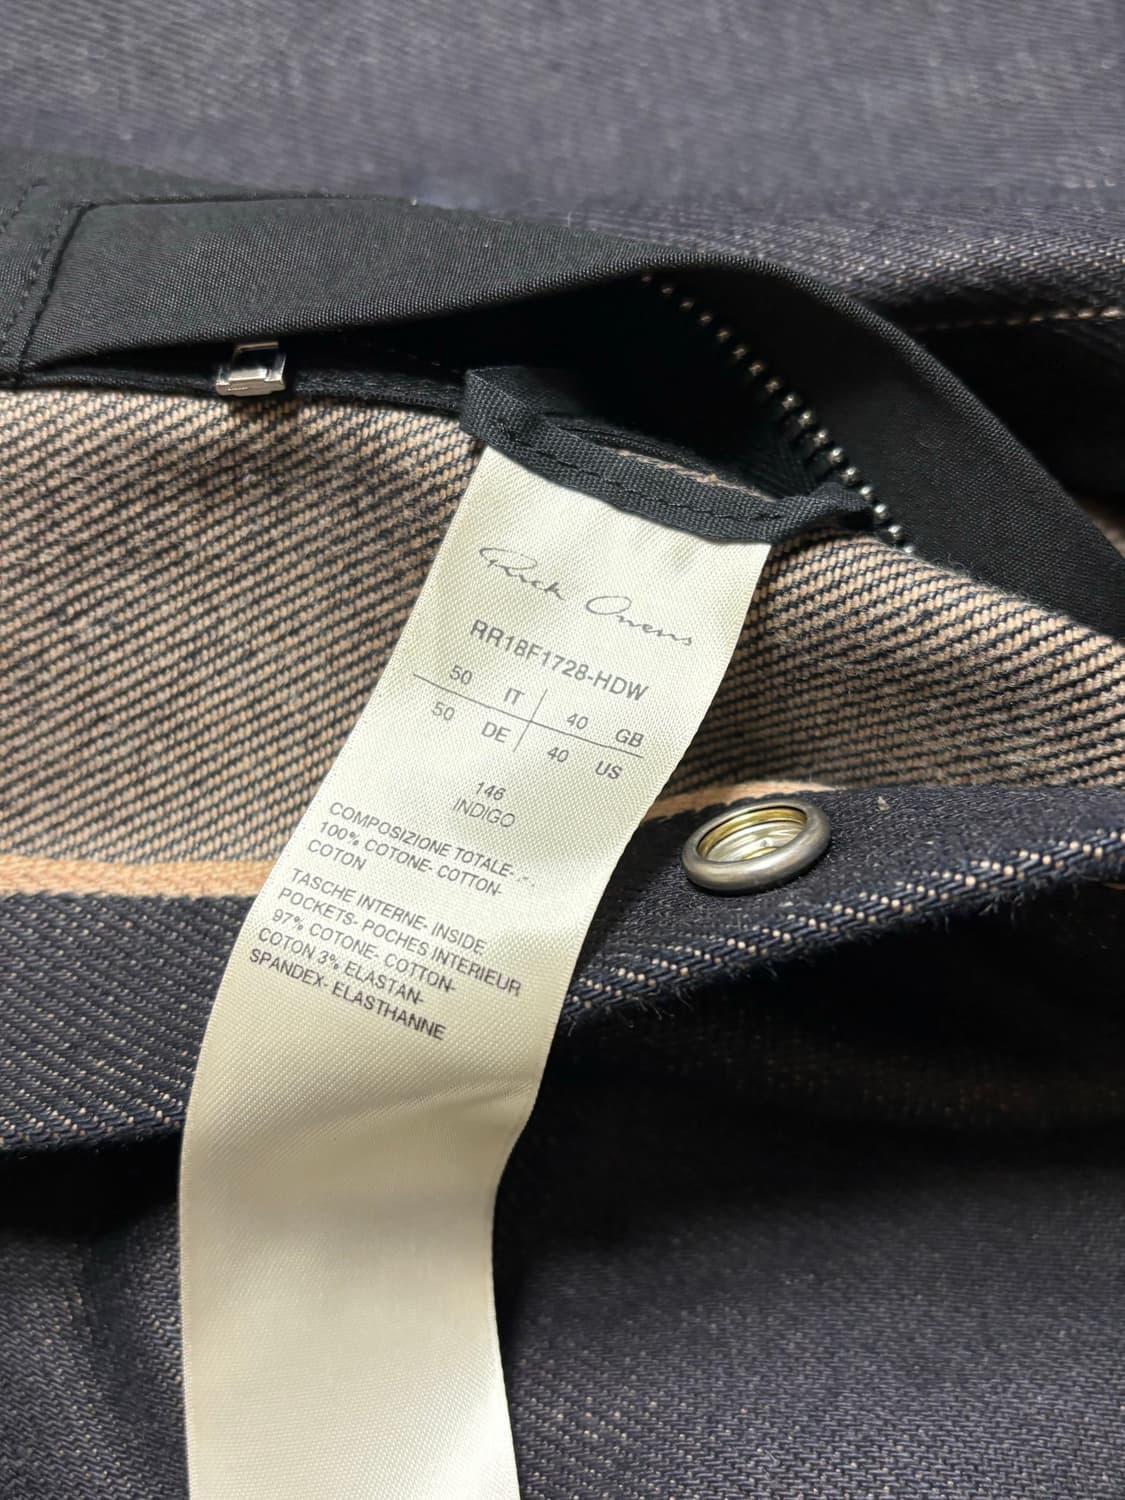 Rick Owens
RR18F1728-HDW
50 IT 40 GB
50 DE 40 US
146
INDIGO
COMPOSIZIONE TOTALE-.-.
100% COTONE- COTTON-
COTON
TASCHE INTERNE- INSIDE
POCKETS- POCHES INTERIEUR
97% COTONE- COTTON-
COTON 3% ELASTAN-
SPANDEX- ELASTHANNE